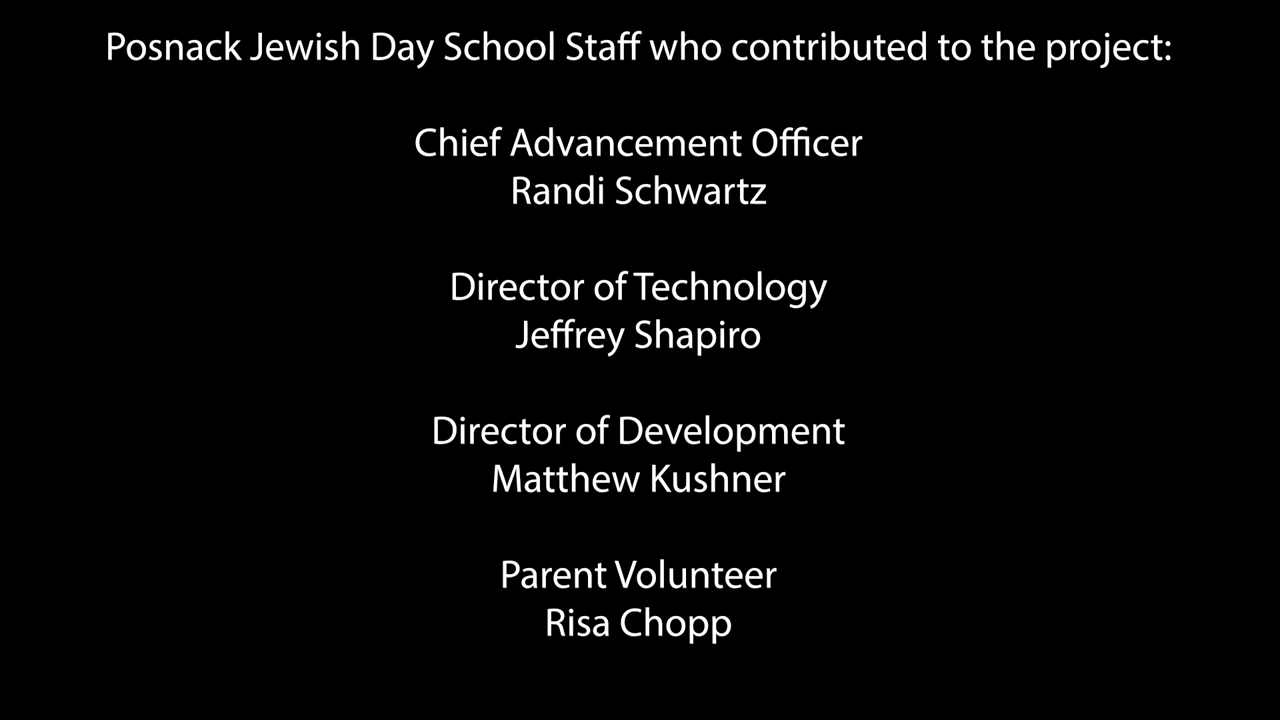 Posnack Jewish Day School Staff who contributed to the project:
Chief Advancement Officer
Randi Schwartz
Director of Technology
Jeffrey Shapiro
Director of Development
Matthew Kushner
Parent Volunteer
Risa Chopp